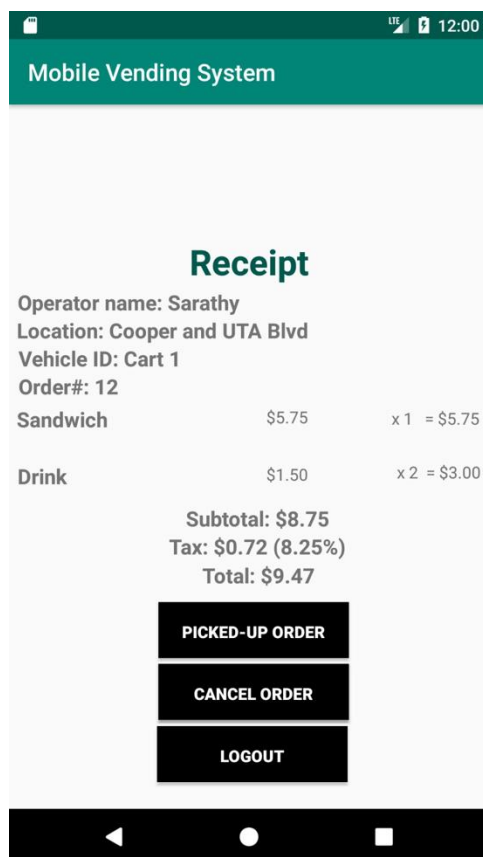 LTE 12:00
Mobile Vending System
Receipt
Operator name: Sarathy
Location: Cooper and UTA Blvd
Vehicle ID: Cart 1
Order#: 12
Sandwich $5.75 x 1 = $5.75
Drink $1.50 x 2 = $3.00
Subtotal: $8.75
Tax: $0.72 (8.25%)
Total: $9.47
PICKED-UP ORDER
CANCEL ORDER
LOGOUT